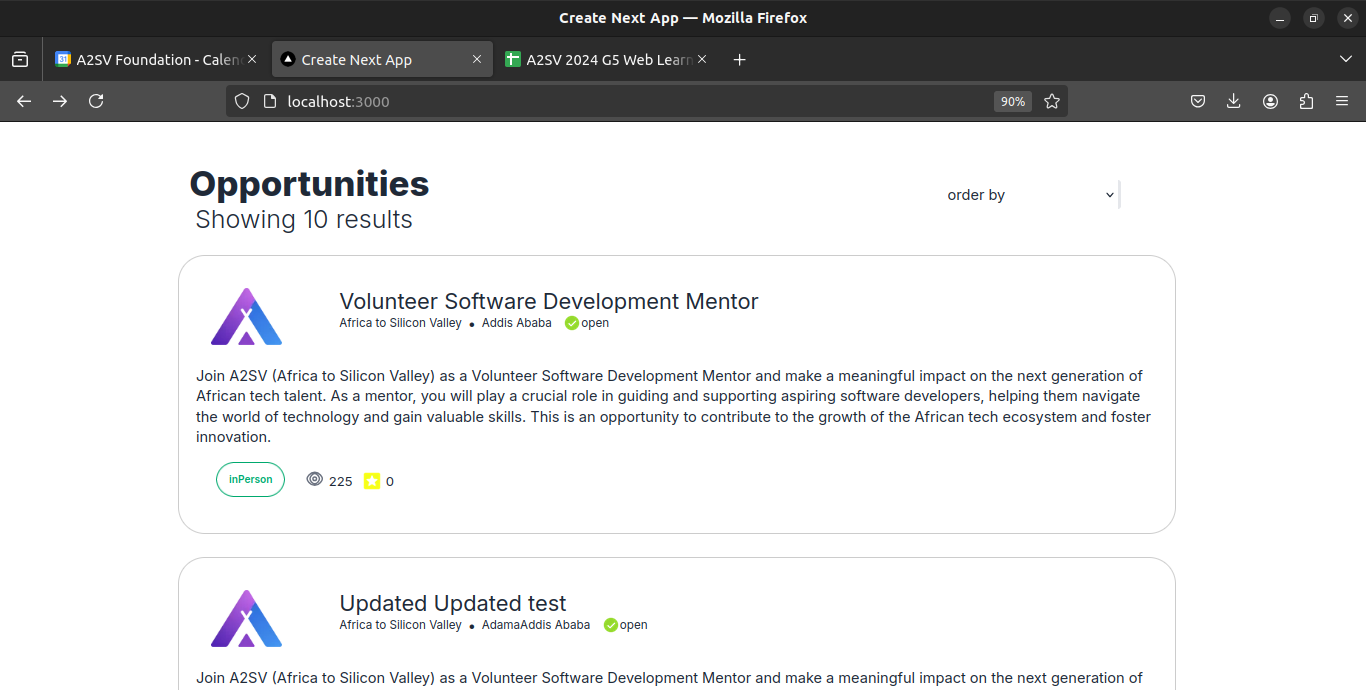 Create Next App — Mozilla Firefox
A2SV Foundation - Calen
Create Next App
A2SV 2024 G5 Web Learn
localhost:3000
90%
Opportunities
order by
Showing 10 results
Volunteer Software Development Mentor
Africa to Silicon Valley • Addis Ababa open
Join A2SV (Africa to Silicon Valley) as a Volunteer Software Development Mentor and make a meaningful impact on the next generation of
African tech talent. As a mentor, you will play a crucial role in guiding and supporting aspiring software developers, helping them navigate
the world of technology and gain valuable skills. This is an opportunity to contribute to the growth of the African tech ecosystem and foster
innovation.
inPerson 225 0
Updated Updated test
Africa to Silicon Valley • AdamaAddis Ababa open
Join A2SV (Africa to Silicon Valley) as a Volunteer Software Development Mentor and make a meaningful impact on the next generation of